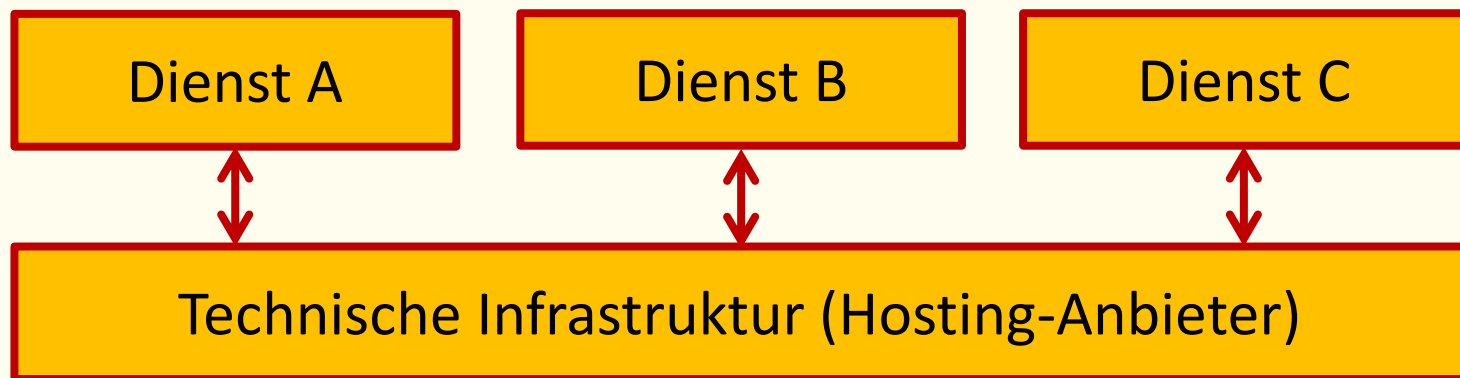 Dienst A
Dienst B
Dienst C
Technische Infrastruktur (Hosting-Anbieter)